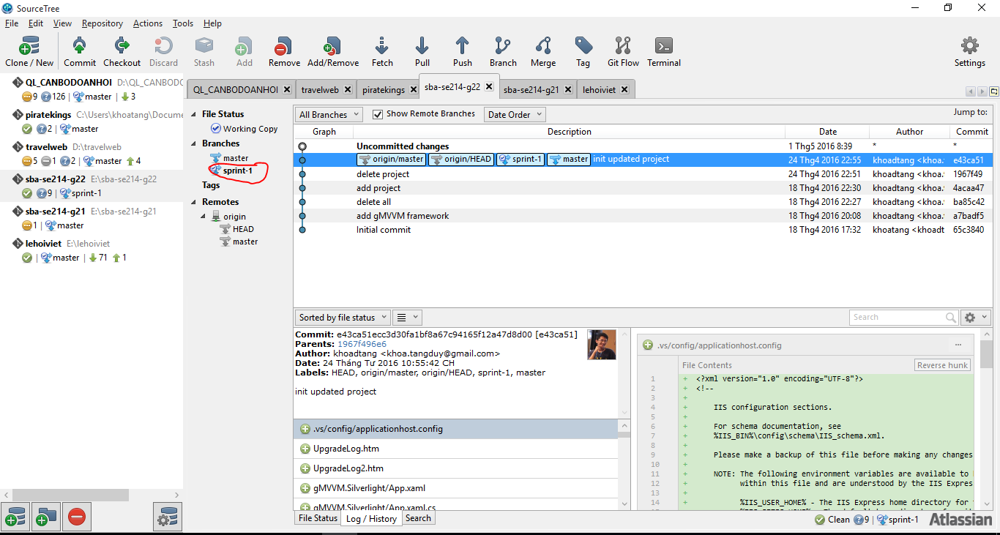 SourceTree
File Edit View Repository Actions Tools Help
Clone / New Commit Checkout Discard Stash Add Remove Add/Remove Fetch Pull Push Branch Merge Tag Git Flow Terminal Settings
QL_CANBODOANHOI D:\QL_CANBODO
9 126 | master | 3
piratekings C:\Users\khoatang\Docume
2 | master
travelweb E:\travelweb
5 1 2 | master | 4
sba-se214-g22 E:\sba-se214-g22
9 | sprint-1
sba-se214-g21 E:\sba-se214-g21
1 | master
lehoiviet E:\lehoiviet
| master | 71 1
QL_CANBODOANHOI travelweb piratekings sba-se214-g22 sba-se214-g21 lehoiviet
File Status
Working Copy
Branches
master
sprint-1
Tags
Remotes
origin
HEAD
master
All Branches Show Remote Branches Date Order Jump to:
Graph Description Date Author Commit
Uncommitted changes 1 Thg5 2016 8:39 * *
origin/master origin/HEAD sprint-1 master init updated project 24 Thg4 2016 22:55 khoadtang <khoa. e43ca51
delete project 24 Thg4 2016 22:51 khoadtang <khoa. 1967f49
add project 18 Thg4 2016 22:30 khoadtang <khoa. 4acaa47
delete all 18 Thg4 2016 22:27 khoadtang <khoa. ba85c42
add gMVVM framework 18 Thg4 2016 20:08 khoadtang <khoa. a7badf5
Initial commit 18 Thg4 2016 17:32 khoatang <khoadt 65c3840
Sorted by file status Search
Commit: e43ca51ecc3d30fa1bf8a67c94165f12a47d8d00 [e43ca51]
Parents: 1967f496e6
Author: khoadtang <khoa.tangduy@gmail.com>
Date: 24 Tháng Tư 2016 10:55:42 CH
Labels: HEAD, origin/master, origin/HEAD, sprint-1, master
init updated project
.vs/config/applicationhost.config
UpgradeLog.htm
UpgradeLog2.htm
gMVVM.Silverlight/App.xaml
gMVVM.Silverlight/App.xaml.cs
.vs/config/applicationhost.config ...
File Contents Reverse hunk
1 + <?xml version="1.0" encoding="UTF-8"?>
2 + <!--
3 +
4 + IIS configuration sections.
5 +
6 + For schema documentation, see
7 + %IIS_BIN%\config\schema\IIS_schema.xml.
8 +
9 + Please make a backup of this file before making any changes
10 +
11 + NOTE: The following environment variables are available to
12 + within this file and are understood by the IIS Expres
13 +
14 + %IIS_USER_HOME% - The IIS Express home directory for
File Status Log / History Search
Clean 9 | sprint-1 Atlassian